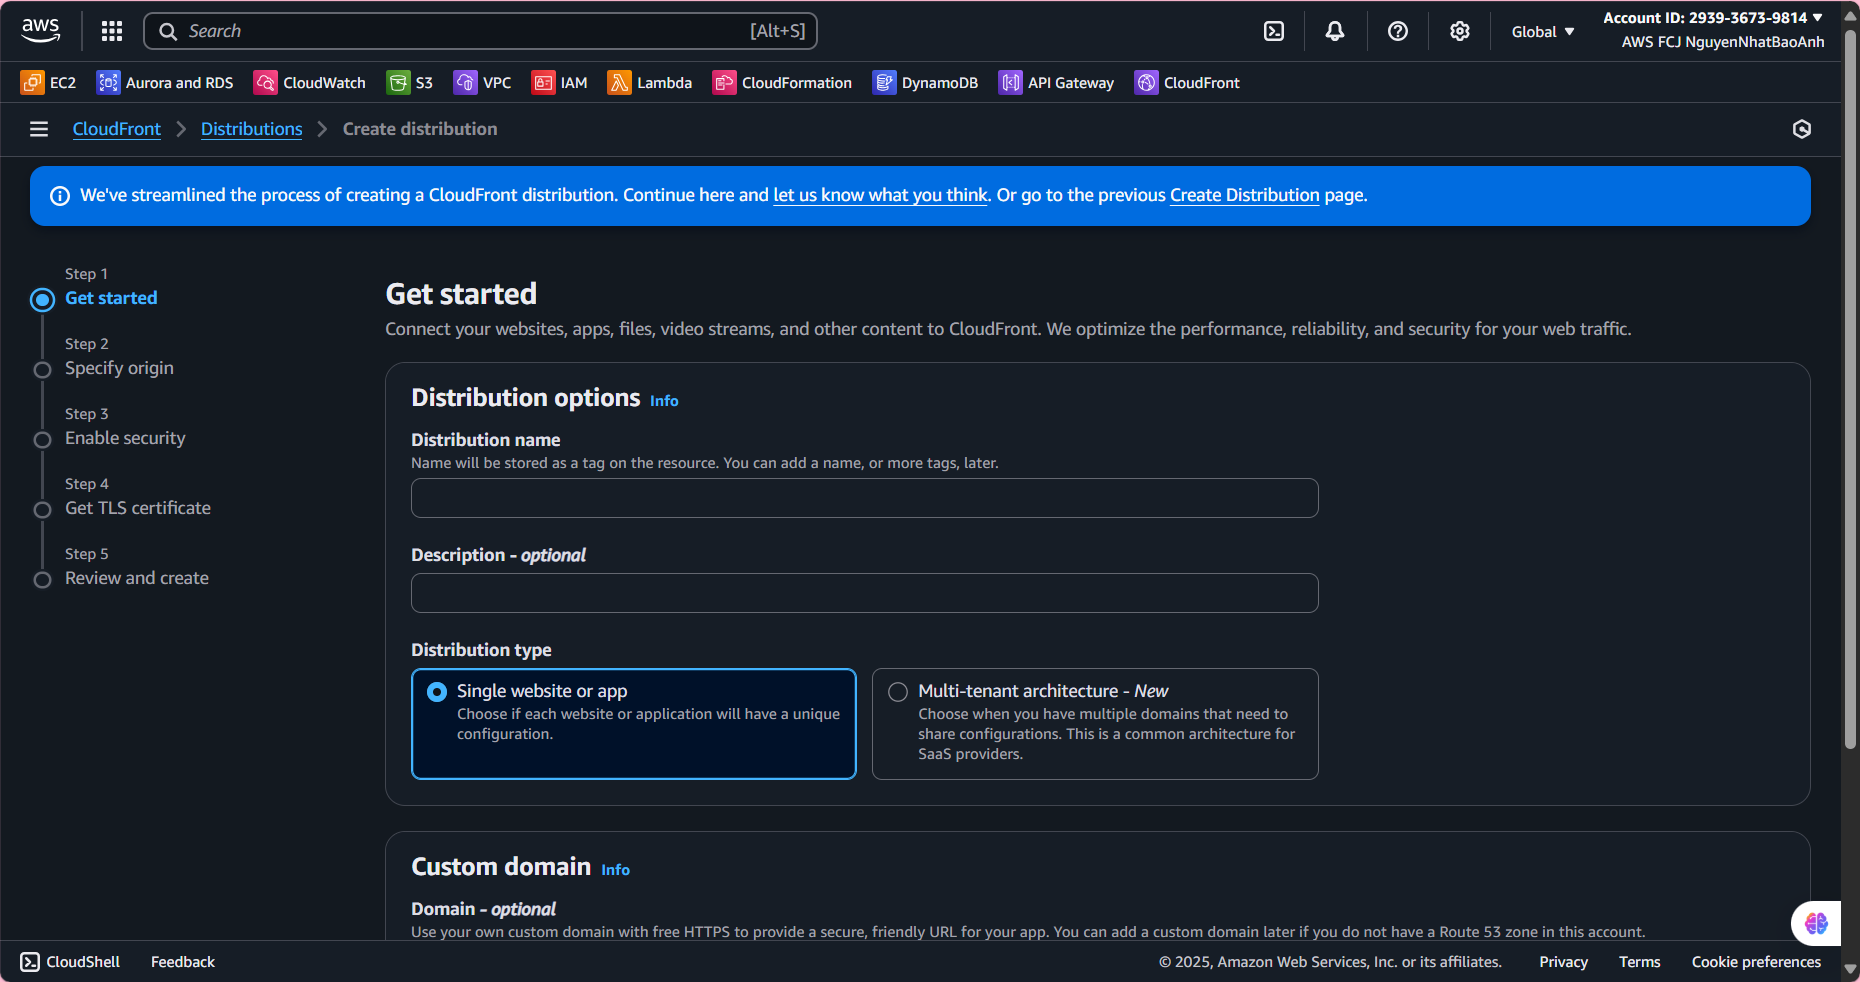 aws
Search
[Alt+S]
Global
Account ID: 2939-3673-9814
AWS FCJ NguyenNhatBaoAnh
EC2
Aurora and RDS
CloudWatch
S3
VPC
IAM
Lambda
CloudFormation
DynamoDB
API Gateway
CloudFront
CloudFront
Distributions
Create distribution
We've streamlined the process of creating a CloudFront distribution. Continue here and let us know what you think. Or go to the previous Create Distribution page.
Step 1
Get started
Step 2
Specify origin
Step 3
Enable security
Step 4
Get TLS certificate
Step 5
Review and create
Get started
Connect your websites, apps, files, video streams, and other content to CloudFront. We optimize the performance, reliability, and security for your web traffic.
Distribution options Info
Distribution name
Name will be stored as a tag on the resource. You can add a name, or more tags, later.
Description - optional
Distribution type
Single website or app
Choose if each website or application will have a unique
configuration.
Multi-tenant architecture - New
Choose when you have multiple domains that need to
share configurations. This is a common architecture for
SaaS providers.
Custom domain Info
Domain - optional
Use your own custom domain with free HTTPS to provide a secure, friendly URL for your app. You can add a custom domain later if you do not have a Route 53 zone in this account.
CloudShell
Feedback
© 2025, Amazon Web Services, Inc. or its affiliates.
Privacy
Terms
Cookie preferences